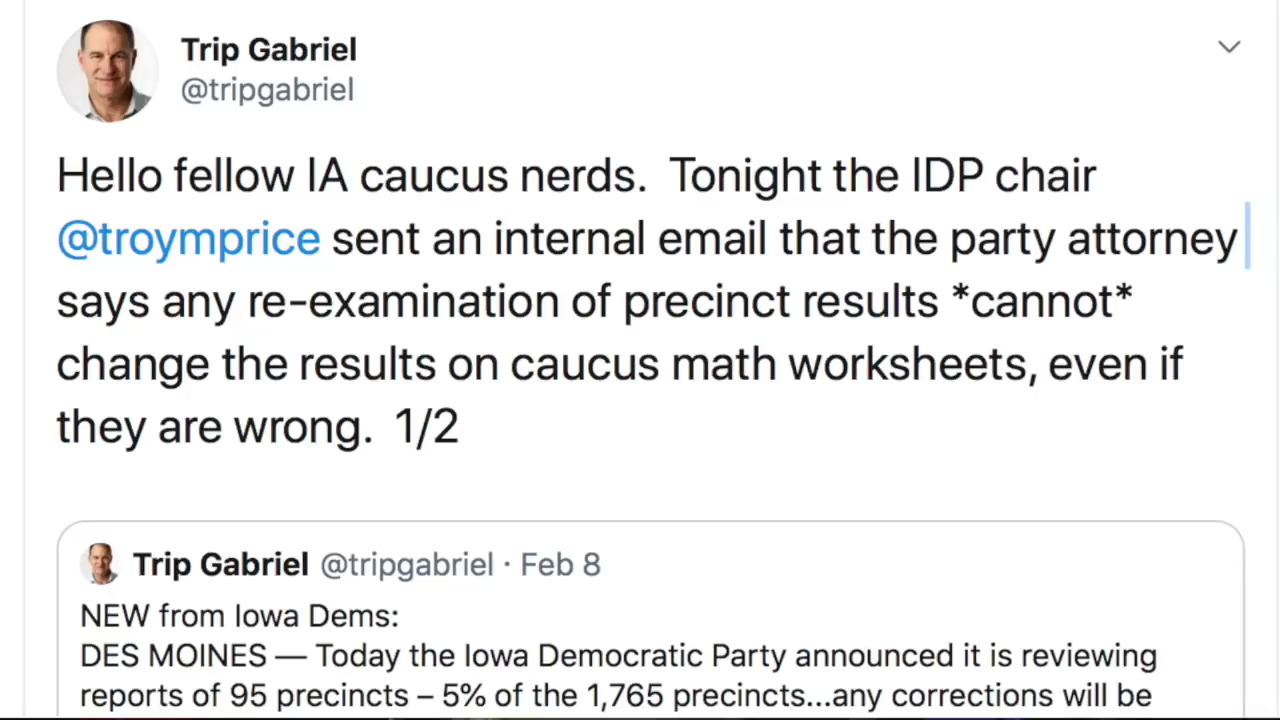 Trip Gabriel
@tripgabriel
Hello fellow IA caucus nerds.  Tonight the IDP chair
@troymprice sent an internal email that the party attorney
says any re-examination of precinct results *cannot*
change the results on caucus math worksheets, even if
they are wrong.  1/2
Trip Gabriel @tripgabriel · Feb 8
NEW from Iowa Dems:
DES MOINES — Today the Iowa Democratic Party announced it is reviewing
reports of 95 precincts – 5% of the 1,765 precincts...any corrections will be